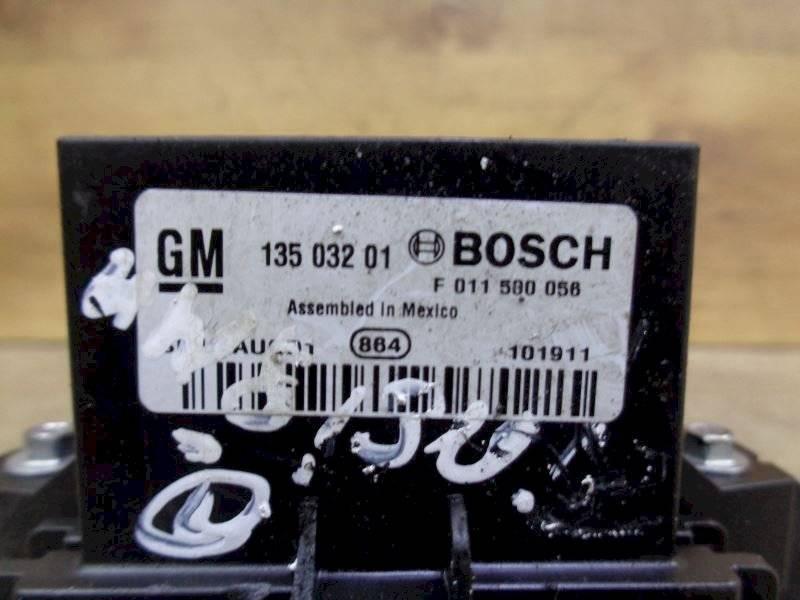 GM 135 032 01 BOSCH
F 011 500 056
Assembled in Mexico
864 101911